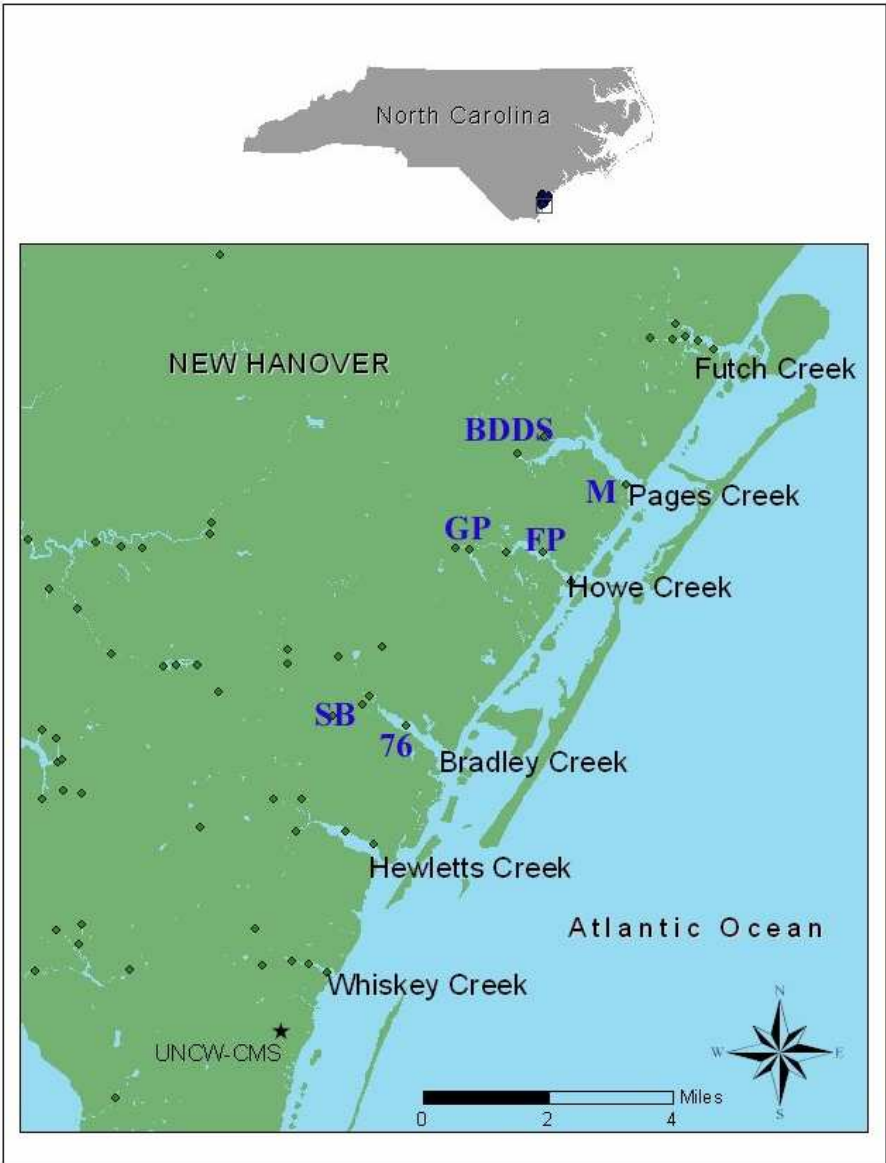 North Carolina
NEW HANOVER
Futch Creek
BDDS
M
Pages Creek
GP
FP
Howe Creek
SB
76
Bradley Creek
Hewletts Creek
Atlantic Ocean
Whiskey Creek
UNCW-CMS
N
W
E
S
Miles
0
2
4